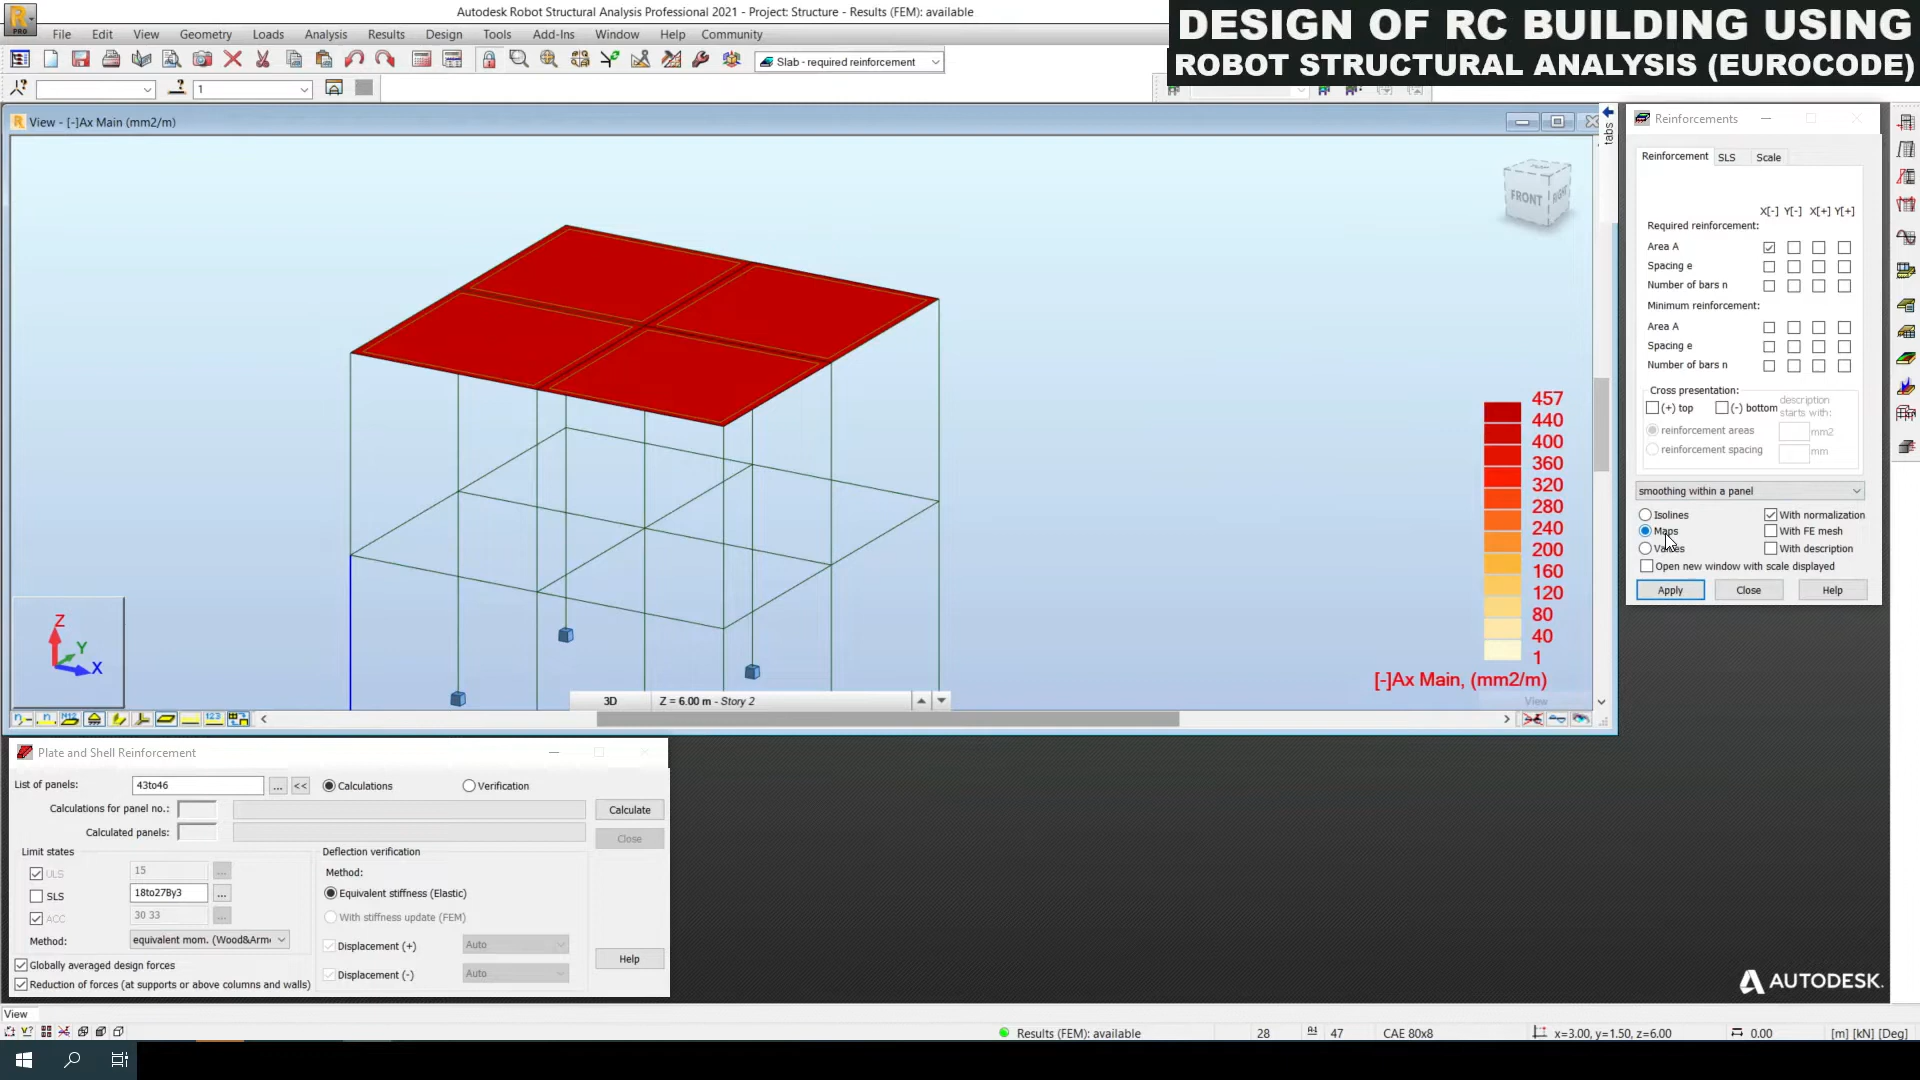 Autodesk Robot Structural Analysis Professional 2021 - Project: Structure - Results (FEM): available
DESIGN OF RC BUILDING USING
ROBOT STRUCTURAL ANALYSIS (EUROCODE)
PRO
File Edit View Geometry Loads Analysis Results Design Tools Add-Ins Window Help Community
Slab - required reinforcement
1
View - [-]Ax Main (mm2/m)
tabs
TOP
FRONT
RIGHT
457
440
400
360
320
280
240
200
160
120
80
40
1
[-]Ax Main, (mm2/m)
View
Z
Y
X
3D
Z = 6.00 m - Story 2
Reinforcements
Reinforcement SLS Scale
X[-] Y[-] X[+] Y[+]
Required reinforcement:
Area A
Spacing e
Number of bars n
Minimum reinforcement:
Area A
Spacing e
Number of bars n
Cross presentation:
(+) top (-) bottom
description
starts with:
reinforcement areas mm2
reinforcement spacing mm
smoothing within a panel
Isolines With normalization
Maps With FE mesh
Values With description
Open new window with scale displayed
Apply Close Help
Plate and Shell Reinforcement
List of panels: 43to46 ... << Calculations Verification
Calculations for panel no.: Calculate
Calculated panels: Close
Limit states
ULS 15 ...
SLS 18to27By3 ...
ACC 30 33 ...
Method: equivalent mom. (Wood&Arm
Globally averaged design forces
Reduction of forces (at supports or above columns and walls)
Deflection verification
Method:
Equivalent stiffness (Elastic)
With stiffness update (FEM)
Displacement (+) Auto
Displacement (-) Auto
Help
AUTODESK.
View
Results (FEM): available 28 47 CAE 80x8 x=3.00, y=1.50, z=6.00 0.00 [m] [kN] [Deg]